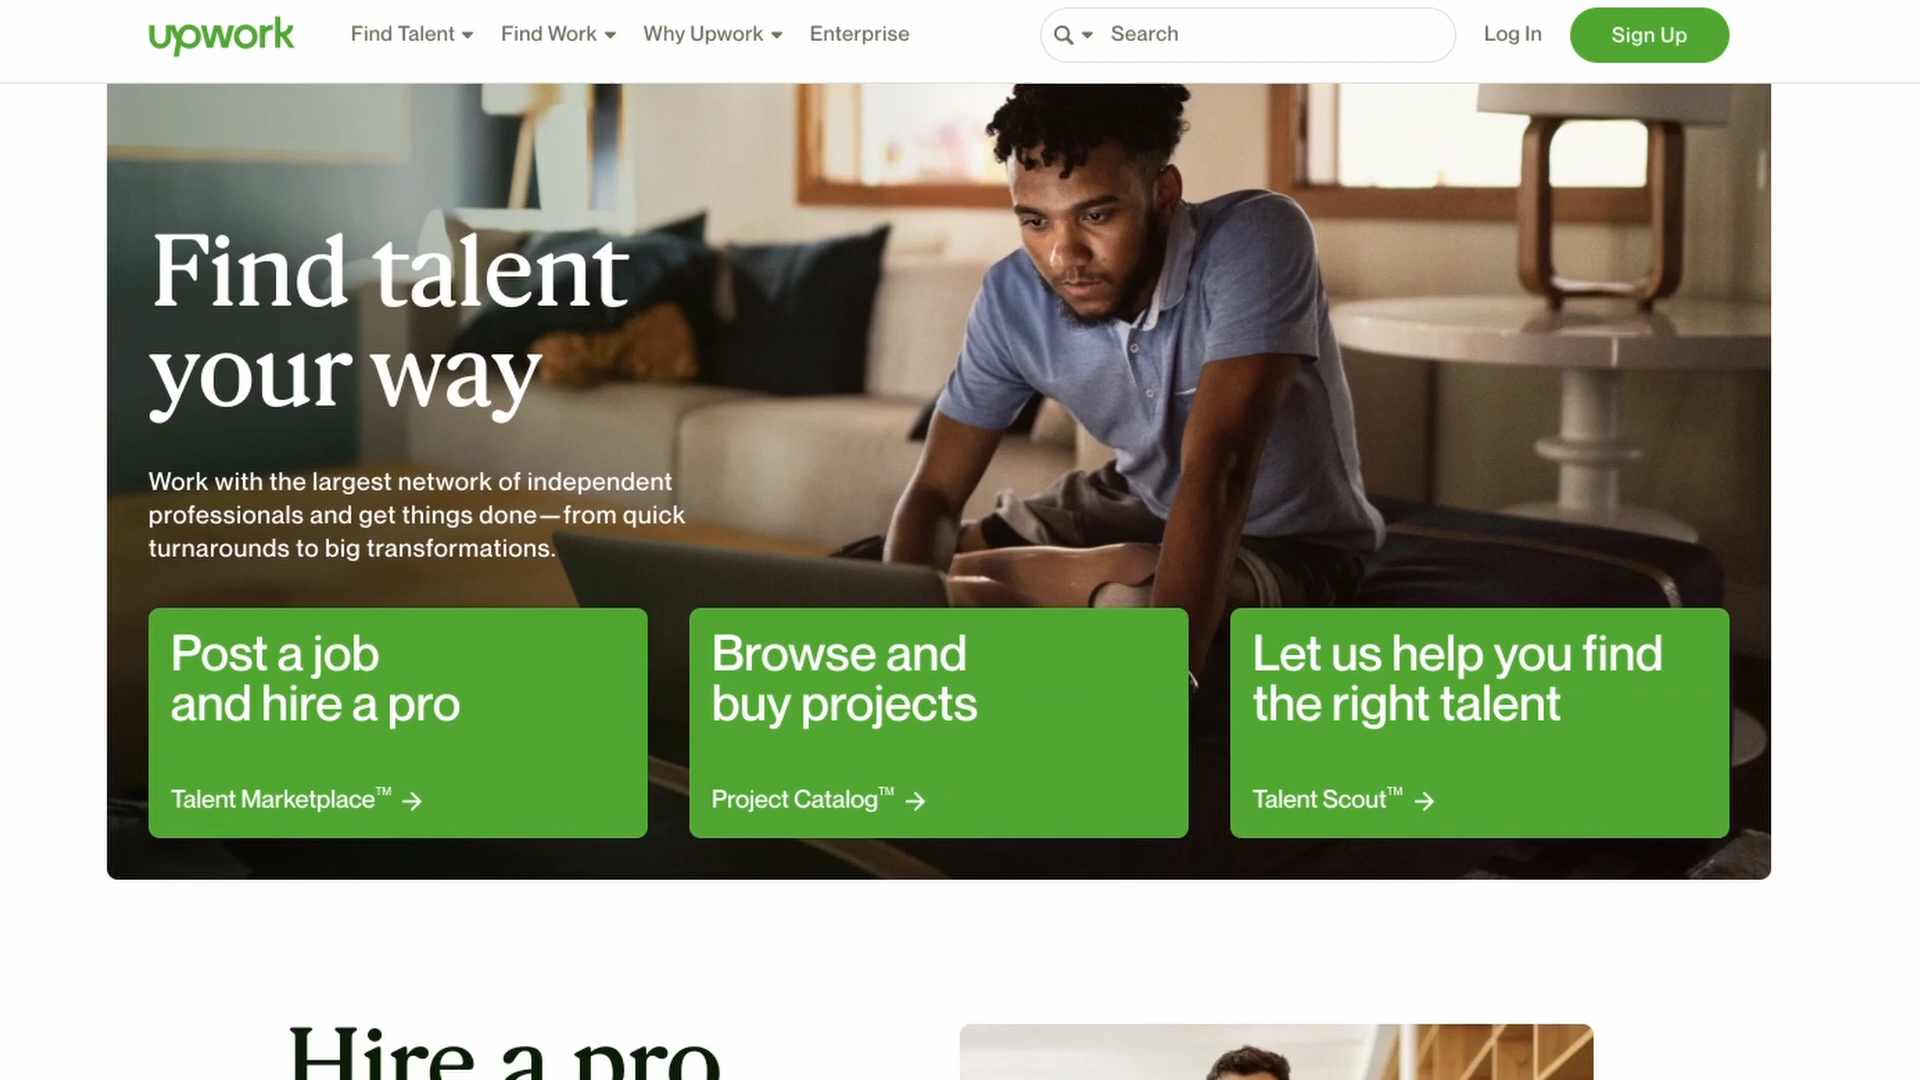 upwork
Find Talent
Find Work
Why Upwork
Enterprise
Search
Log In
Sign Up
Find talent
your way
Work with the largest network of independent
professionals and get things done—from quick
turnarounds to big transformations.
Post a job
and hire a pro
Talent Marketplace™ →
Browse and
buy projects
Project Catalog™ →
Let us help you find
the right talent
Talent Scout™ →
Hire a pro